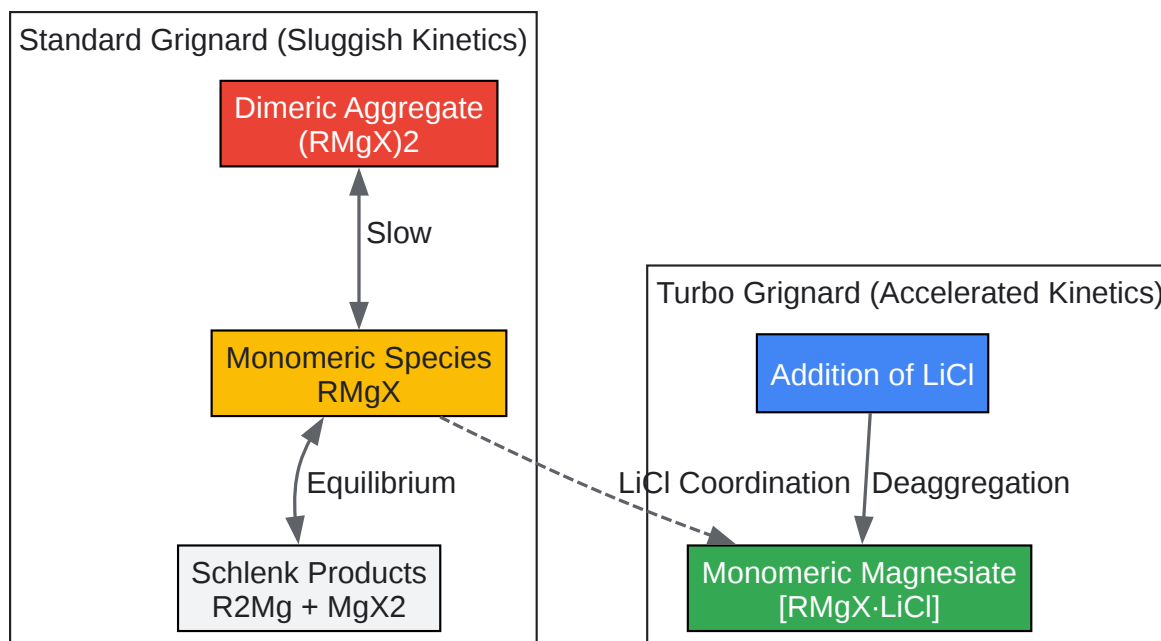 Standard Grignard (Sluggish Kinetics)
Dimeric Aggregate
(RMgX)2
Slow
Monomeric Species
RMgX
Equilibrium
Schlenk Products
R2Mg + MgX2
Turbo Grignard (Accelerated Kinetics)
Addition of LiCl
LiCl Coordination
Deaggregation
Monomeric Magnesiate
[RMgX·LiCl]